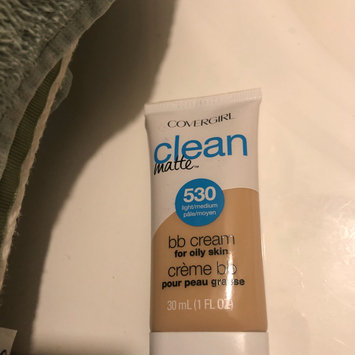 COVERGIRL
clean
matte™
530
light/medium
pâle/moyen
bb cream
for oily skin
crème bb
pour peau grasse
30 mL (1 FL OZ)